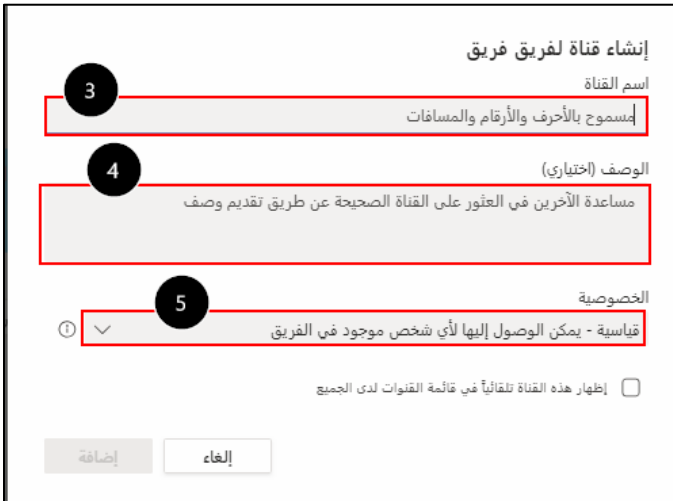 إنشاء قناة لفريق فريق
اسم القناة
3
مسموح بالأحرف والأرقام والمسافات
4
الوصف (اختياري)
مساعدة الآخرين في العثور على القناة الصحيحة عن طريق تقديم وصف
5
الخصوصية
قياسية - يمكن الوصول إليها لأي شخص موجود في الفريق
إظهار هذه القناة تلقائياً في قائمة القنوات لدى الجميع
إلغاء
إضافة